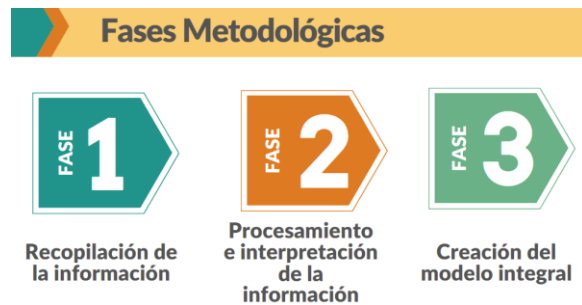 Fases Metodológicas
FASE 1
FASE 2
FASE 3
Recopilación de
la información
Procesamiento
e interpretación
de la
información
Creación del
modelo integral